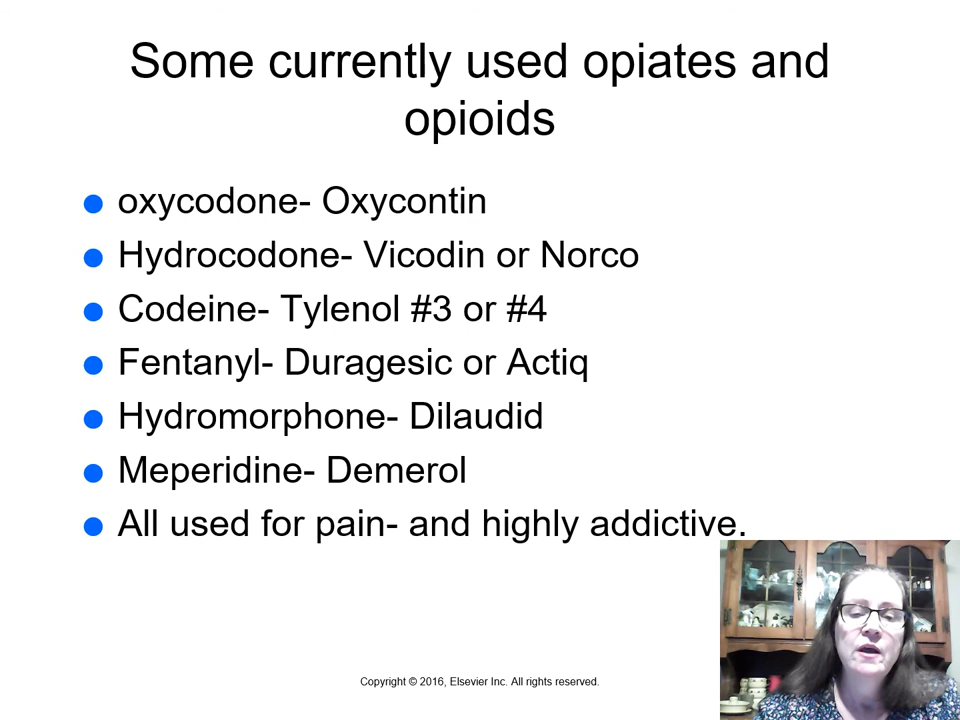 Some currently used opiates and
opioids
oxycodone- Oxycontin
Hydrocodone- Vicodin or Norco
Codeine- Tylenol #3 or #4
Fentanyl- Duragesic or Actiq
Hydromorphone- Dilaudid
Meperidine- Demerol
All used for pain- and highly addictive.
Copyright © 2016, Elsevier Inc. All rights reserved.